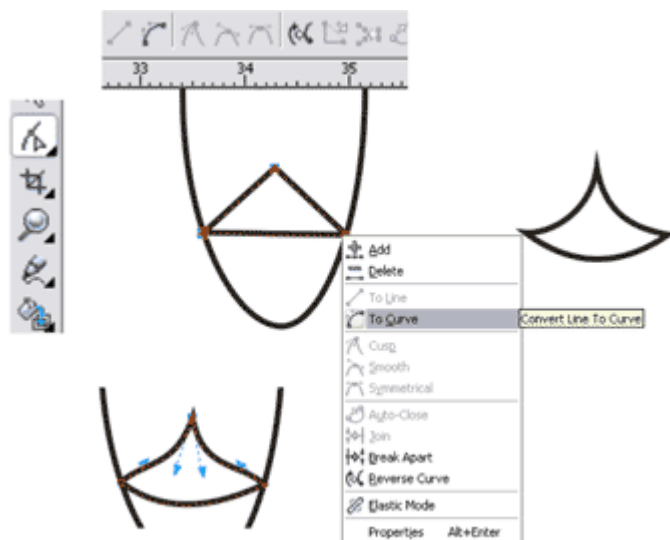 33 34 35
Add
Delete
To Line
To Curve
Convert Line To Curve
Cusp
Smooth
Symmetrical
Auto-Close
Join
Break Apart
Reverse Curve
Elastic Mode
Properties Alt+Enter